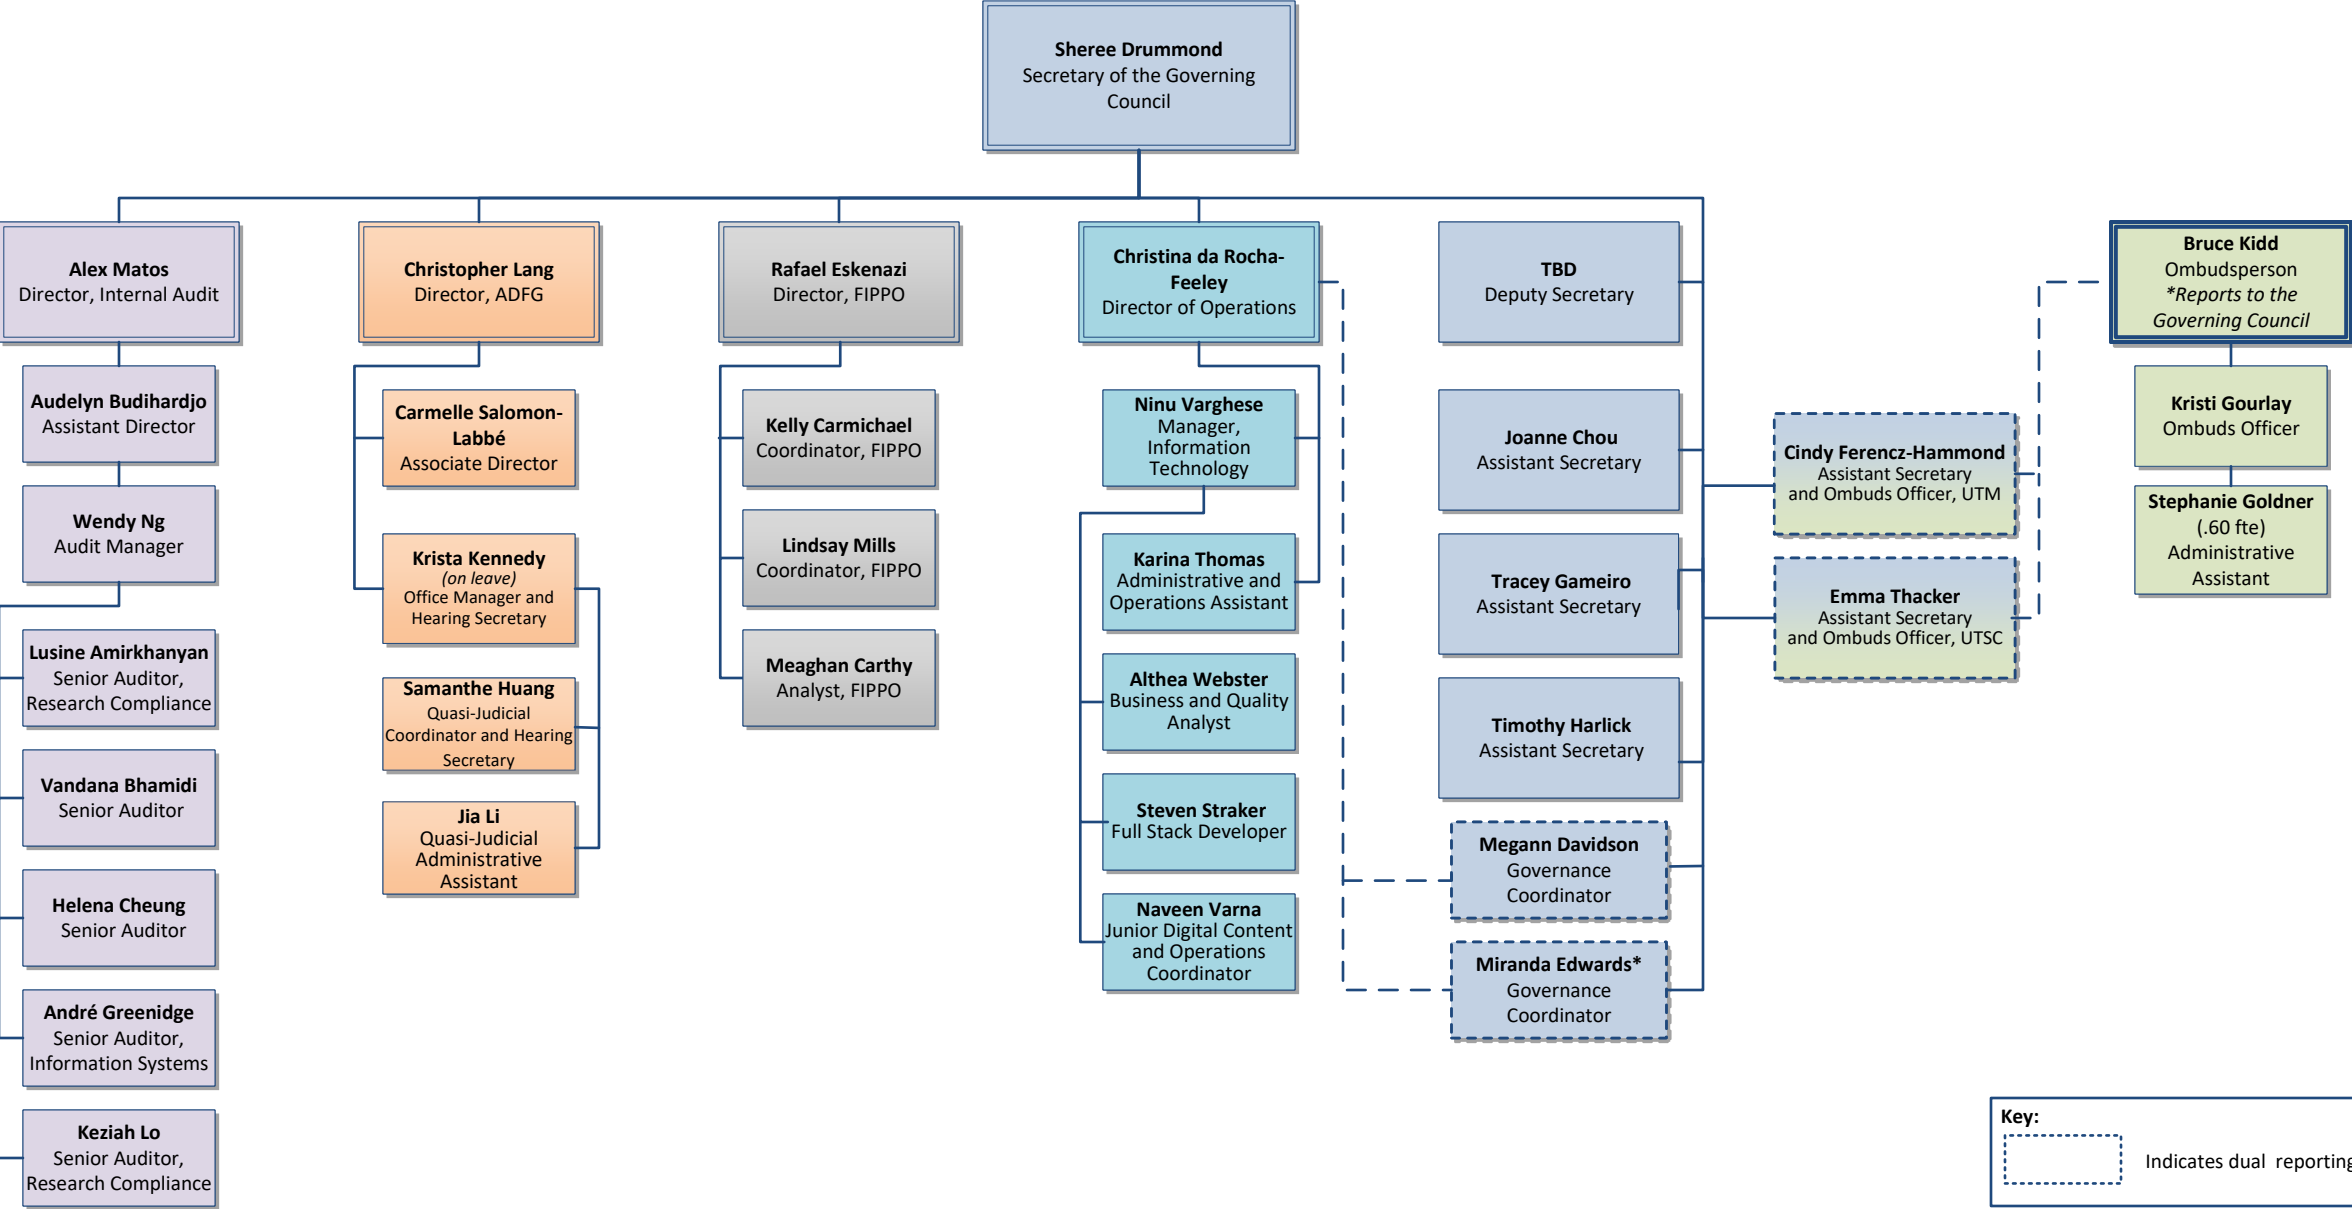 Sheree Drummond
Secretary of the Governing
Council
Alex Matos
Director, Internal Audit
Audelyn Budihardjo
Assistant Director
Wendy Ng
Audit Manager
Lusine Amirkhanyan
Senior Auditor,
Research Compliance
Vandana Bhamidi
Senior Auditor
Helena Cheung
Senior Auditor
André Greenidge
Senior Auditor,
Information Systems
Keziah Lo
Senior Auditor,
Research Compliance
Christopher Lang
Director, ADFG
Carmelle Salomon-
Labbé
Associate Director
Krista Kennedy
(on leave)
Office Manager and
Hearing Secretary
Samanthe Huang
Quasi-Judicial
Coordinator and Hearing
Secretary
Jia Li
Quasi-Judicial
Administrative
Assistant
Rafael Eskenazi
Director, FIPPO
Kelly Carmichael
Coordinator, FIPPO
Lindsay Mills
Coordinator, FIPPO
Meaghan Carthy
Analyst, FIPPO
Christina da Rocha-
Feeley
Director of Operations
Ninu Varghese
Manager,
Information
Technology
Karina Thomas
Administrative and
Operations Assistant
Althea Webster
Business and Quality
Analyst
Steven Straker
Full Stack Developer
Naveen Varna
Junior Digital Content
and Operations
Coordinator
TBD
Deputy Secretary
Joanne Chou
Assistant Secretary
Tracey Gameiro
Assistant Secretary
Timothy Harlick
Assistant Secretary
Megann Davidson
Governance
Coordinator
Miranda Edwards*
Governance
Coordinator
Cindy Ferencz-Hammond
Assistant Secretary
and Ombuds Officer, UTM
Emma Thacker
Assistant Secretary
and Ombuds Officer, UTSC
Bruce Kidd
Ombudsperson
*Reports to the
Governing Council
Kristi Gourlay
Ombuds Officer
Stephanie Goldner
(.60 fte)
Administrative
Assistant
Key:
Indicates dual reporting